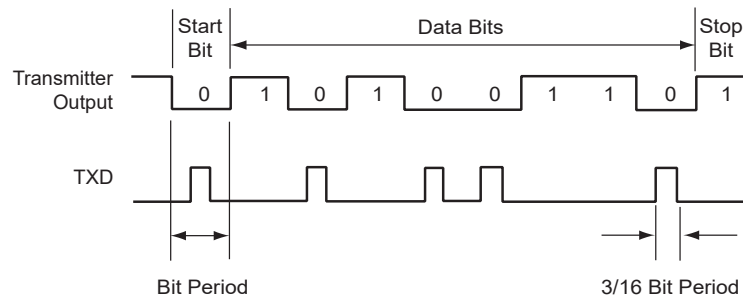 Start
Bit
Data Bits
Stop
Bit
Transmitter
Output
0 1 0 1 0 0 1 1 0 1
TXD
Bit Period
3/16 Bit Period